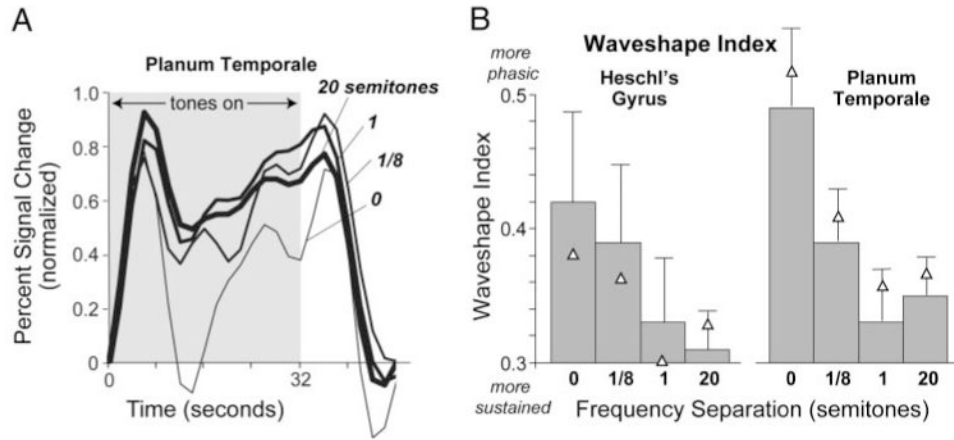 A
Planum Temporale
tones on
20 semitones
1
1/8
0
Percent Signal Change
(normalized)
1.0
0.8
0.6
0.4
0.2
0
0
32
Time (seconds)
B
Waveshape Index
more
phasic
Heschl's
Gyrus
Planum
Temporale
Waveshape Index
0.5
0.4
0.3
0 1/8 1 20
0 1/8 1 20
more
sustained
Frequency Separation (semitones)